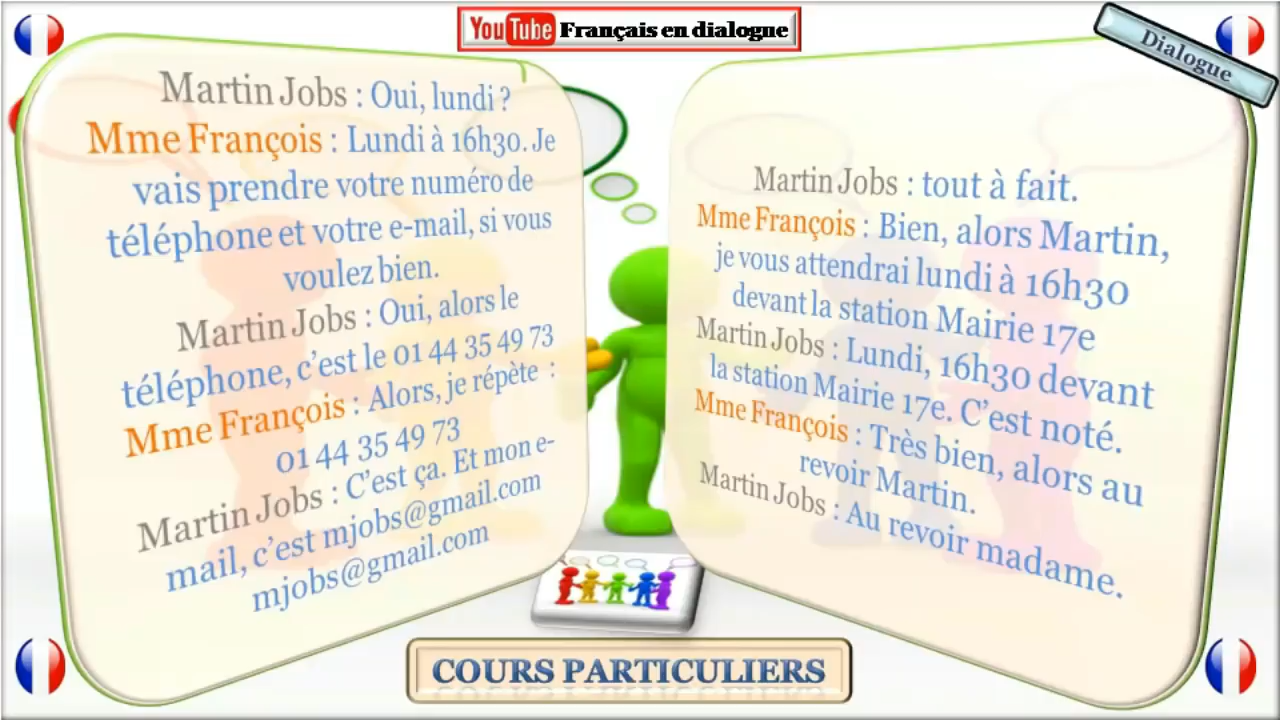 YouTube Français en dialogue
Dialogue
Martin Jobs : Oui, lundi ?
Mme François : Lundi à 16h30. Je
vais prendre votre numéro de
téléphone et votre e-mail, si vous
voulez bien.
Martin Jobs : Oui, alors le
téléphone, c’est le 01 44 35 49 73
Mme François : Alors, je répète :
01 44 35 49 73
Martin Jobs : C’est ça. Et mon e-
mail, c’est mjobs@gmail.com
mjobs@gmail.com
Martin Jobs : tout à fait.
Mme François : Bien, alors Martin,
je vous attendrai lundi à 16h30
devant la station Mairie 17e
Martin Jobs : Lundi, 16h30 devant
la station Mairie 17e. C’est noté.
Mme François : Très bien, alors au
revoir Martin.
Martin Jobs : Au revoir madame.
COURS PARTICULIERS